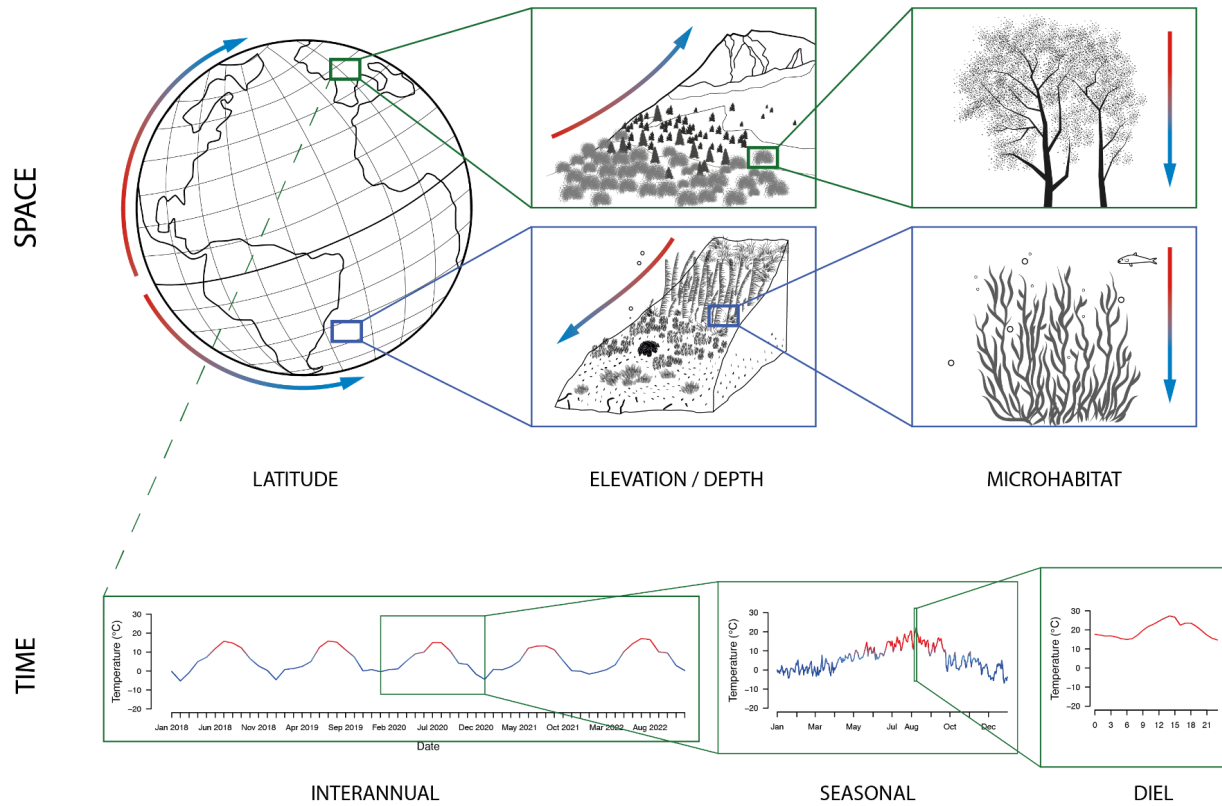 SPACE
LATITUDE
ELEVATION / DEPTH
MICROHABITAT
TIME
Temperature (°C)
30
20
10
0
−10
−20
Jan 2018
Jun 2018
Nov 2018
Apr 2019
Sep 2019
Feb 2020
Jul 2020
Dec 2020
May 2021
Oct 2021
Mar 2022
Aug 2022
Date
INTERANNUAL
Temperature (°C)
30
20
10
0
−10
−20
Jan
Mar
May
Jul
Aug
Oct
Dec
SEASONAL
Temperature (°C)
30
20
10
0
−10
−20
0
3
6
9
12
15
18
21
DIEL